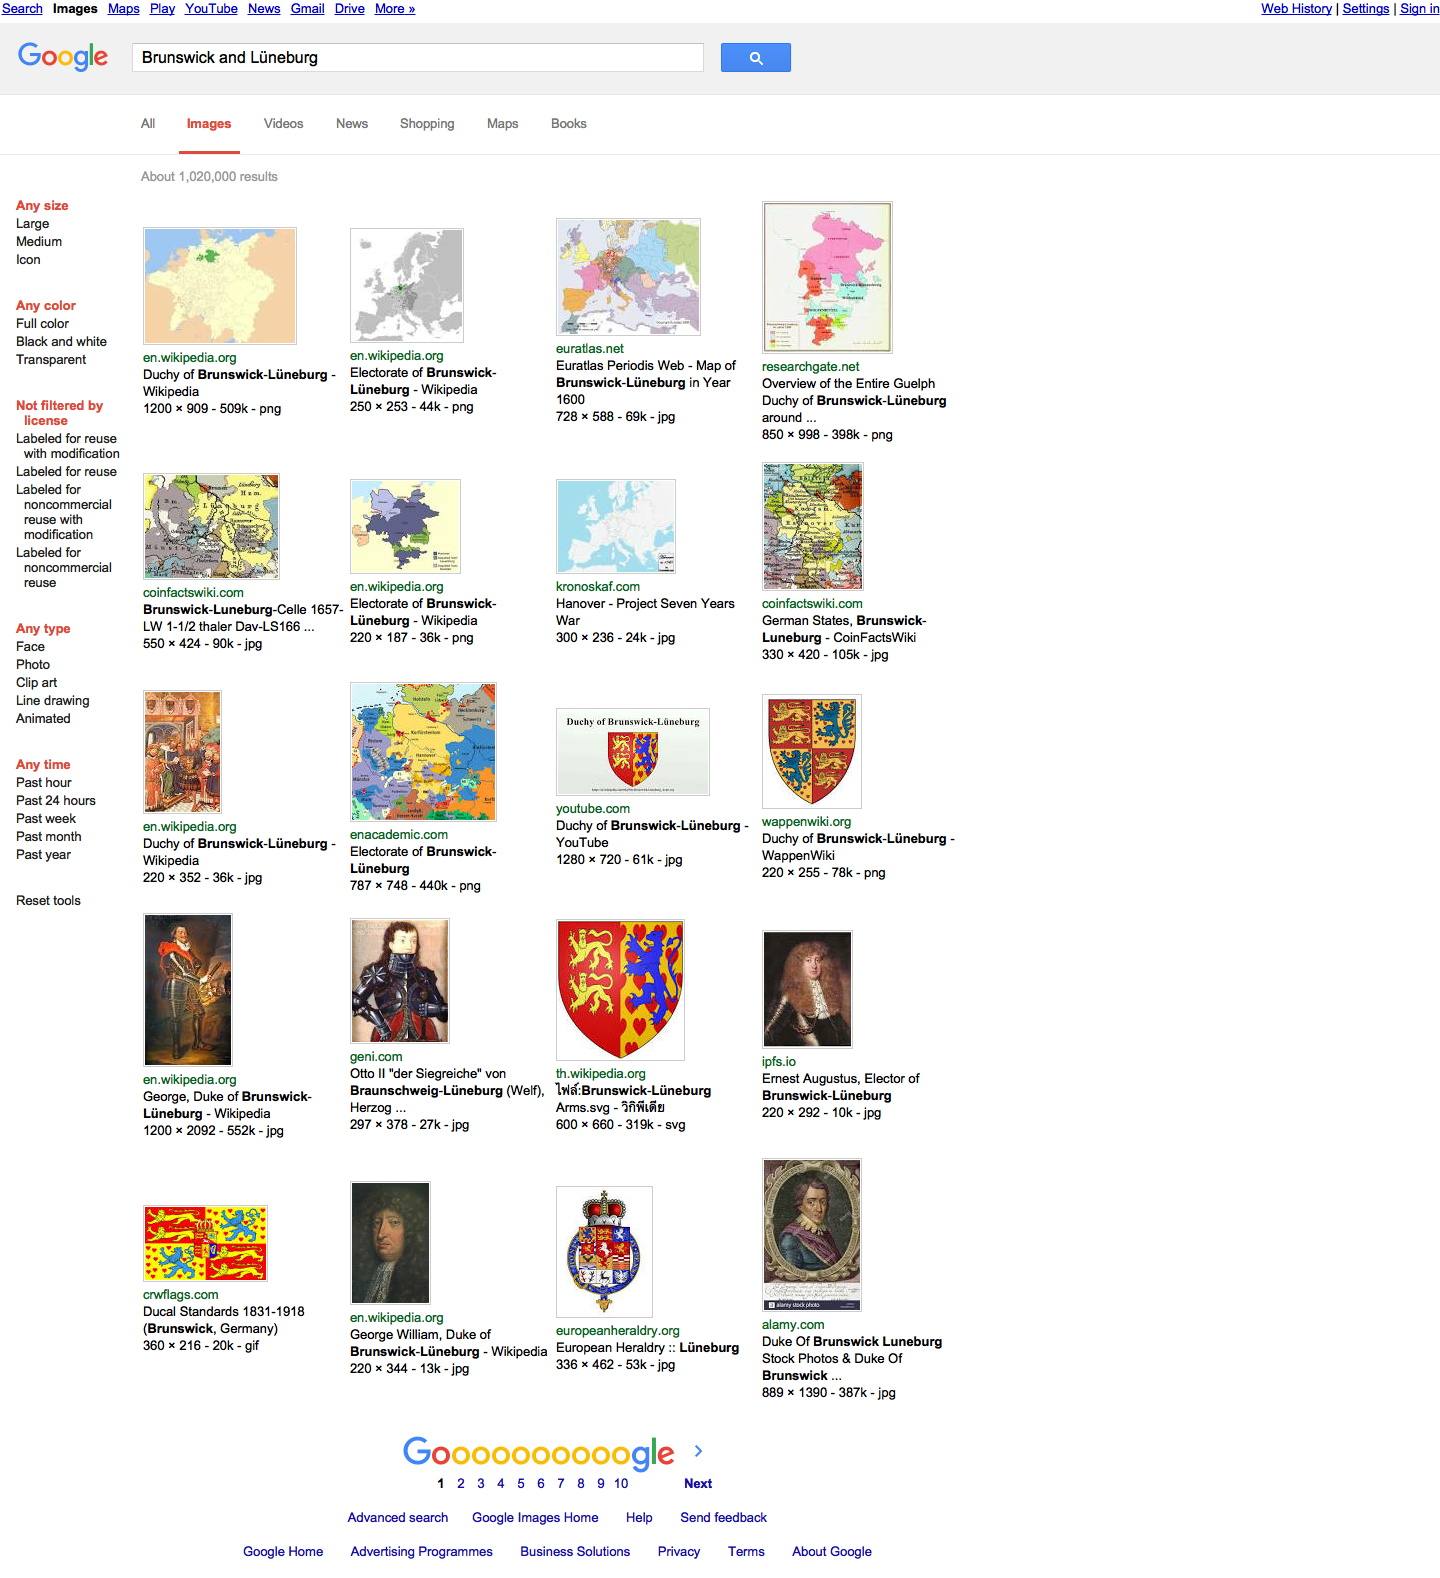 Search Images Maps Play YouTube News Gmail Drive More » Web History | Settings | Sign in
Google Brunswick and Lüneburg
All Images Videos News Shopping Maps Books
About 1,020,000 results
Any size
Large
Medium
Icon
Any color
Full color
Black and white
Transparent
Not filtered by
license
Labeled for reuse
with modification
Labeled for reuse
Labeled for
noncommercial
reuse with
modification
Labeled for
noncommercial
reuse
Any type
Face
Photo
Clip art
Line drawing
Animated
Any time
Past hour
Past 24 hours
Past week
Past month
Past year
Reset tools
en.wikipedia.org
Duchy of Brunswick-Lüneburg -
Wikipedia
1200 × 909 - 509k - png
en.wikipedia.org
Electorate of Brunswick-
Lüneburg - Wikipedia
250 × 253 - 44k - png
euratlas.net
Euratlas Periodis Web - Map of
Brunswick-Lüneburg in Year
1600
728 × 588 - 69k - jpg
researchgate.net
Overview of the Entire Guelph
Duchy of Brunswick-Lüneburg
around ...
850 × 998 - 398k - png
coinfactswiki.com
Brunswick-Luneburg-Celle 1657-
LW 1-1/2 thaler Dav-LS166 ...
550 × 424 - 90k - jpg
en.wikipedia.org
Electorate of Brunswick-
Lüneburg - Wikipedia
220 × 187 - 36k - png
kronoskaf.com
Hanover - Project Seven Years
War
300 × 236 - 24k - jpg
coinfactswiki.com
German States, Brunswick-
Luneburg - CoinFactsWiki
330 × 420 - 105k - jpg
en.wikipedia.org
Duchy of Brunswick-Lüneburg -
Wikipedia
220 × 352 - 36k - jpg
enacademic.com
Electorate of Brunswick-
Lüneburg
787 × 748 - 440k - png
Duchy of Brunswick-Lüneburg
youtube.com
Duchy of Brunswick-Lüneburg -
YouTube
1280 × 720 - 61k - jpg
wappenwiki.org
Duchy of Brunswick-Lüneburg -
WappenWiki
220 × 255 - 78k - png
en.wikipedia.org
George, Duke of Brunswick-
Lüneburg - Wikipedia
1200 × 2092 - 552k - jpg
geni.com
Otto II "der Siegreiche" von
Braunschweig-Lüneburg (Welf),
Herzog ...
297 × 378 - 27k - jpg
th.wikipedia.org
ไฟล์:Brunswick-Lüneburg
Arms.svg - วิกิพีเดีย
600 × 660 - 319k - svg
ipfs.io
Ernest Augustus, Elector of
Brunswick-Lüneburg
220 × 292 - 10k - jpg
crwflags.com
Ducal Standards 1831-1918
(Brunswick, Germany)
360 × 216 - 20k - gif
en.wikipedia.org
George William, Duke of
Brunswick-Lüneburg - Wikipedia
220 × 344 - 13k - jpg
europeanheraldry.org
European Heraldry :: Lüneburg
336 × 462 - 53k - jpg
alamy stock photo
alamy.com
Duke Of Brunswick Luneburg
Stock Photos & Duke Of
Brunswick ...
889 × 1390 - 387k - jpg
Goooooooooogle
1 2 3 4 5 6 7 8 9 10 Next
Advanced search Google Images Home Help Send feedback
Google Home Advertising Programmes Business Solutions Privacy Terms About Google